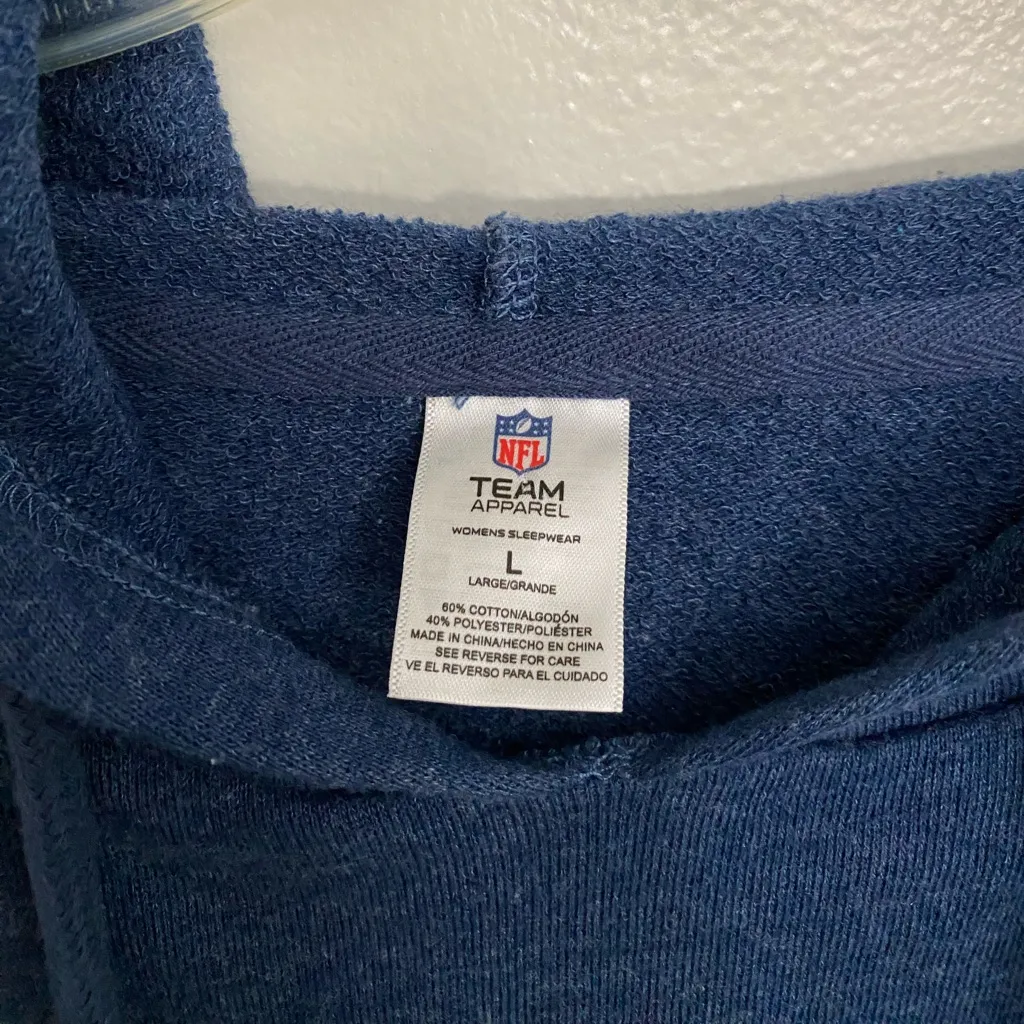 NFL
TEAM
APPAREL
WOMENS SLEEPWEAR
L
LARGE/GRANDE
60% COTTON/ALGODÓN
40% POLYESTER/POLIÉSTER
MADE IN CHINA/HECHO EN CHINA
SEE REVERSE FOR CARE
VE EL REVERSO PARA EL CUIDADO